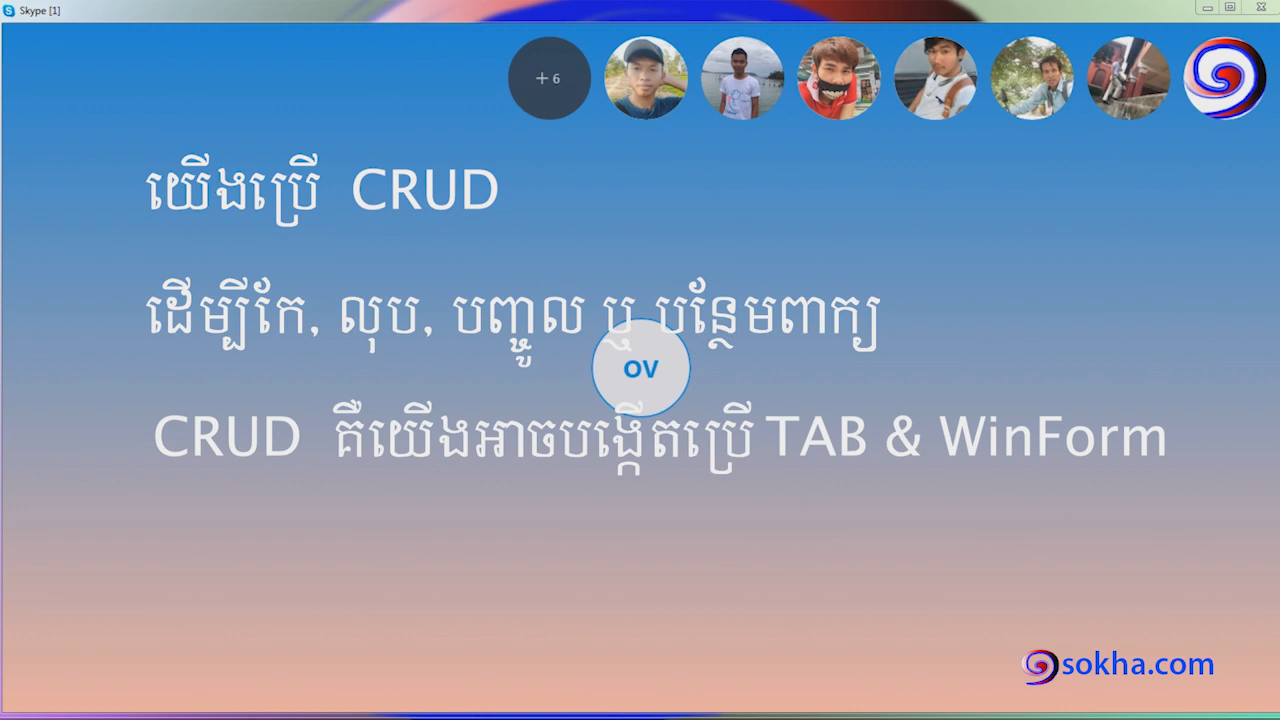 Skype [1]
+ 6
យើងប្រើ CRUD
ដើម្បីកែ, លុប, បញ្ជូល ឬ បន្ថែមពាក្យ
OV
CRUD គឺយើងអាចបង្កើតប្រើ TAB & WinForm
sokha.com